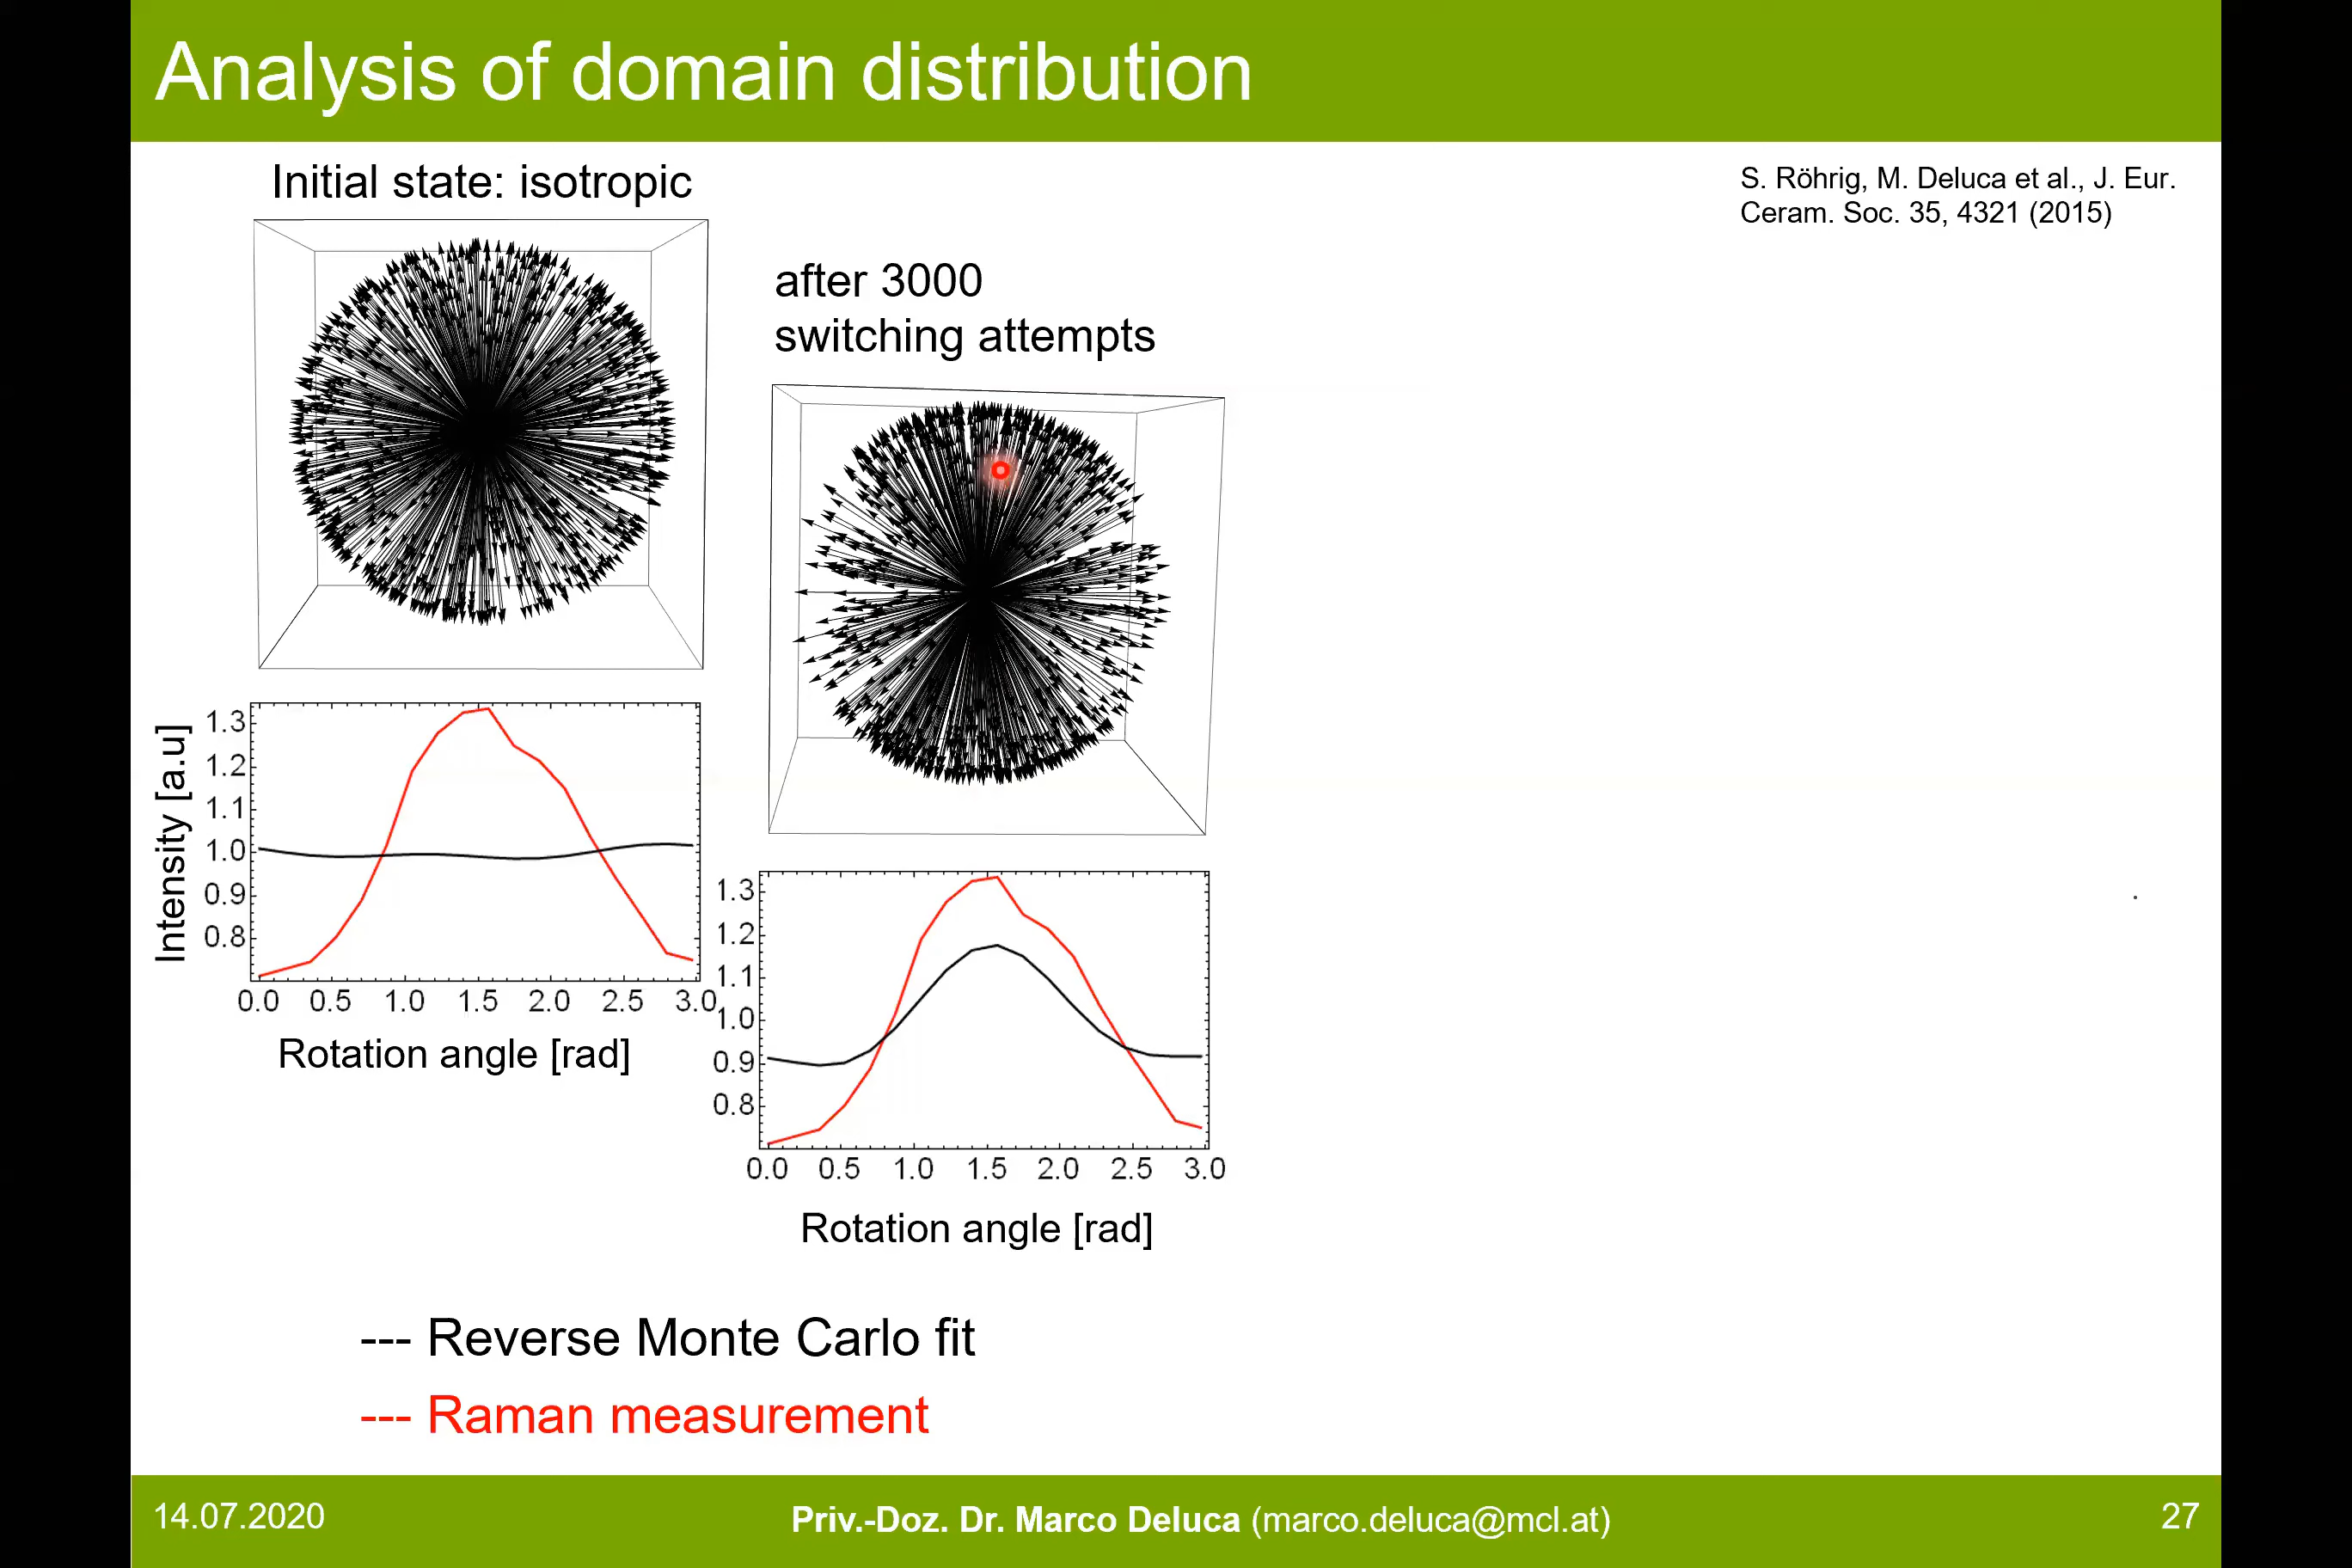 Analysis of domain distribution
Initial state: isotropic
S. Röhrig, M. Deluca et al., J. Eur.
Ceram. Soc. 35, 4321 (2015)
after 3000
switching attempts
Intensity [a.u]
1.3
1.2
1.1
1.0
0.9
0.8
0.0 0.5 1.0 1.5 2.0 2.5 3.0
Rotation angle [rad]
1.3
1.2
1.1
1.0
0.9
0.8
0.0 0.5 1.0 1.5 2.0 2.5 3.0
Rotation angle [rad]
--- Reverse Monte Carlo fit
--- Raman measurement
14.07.2020
Priv.-Doz. Dr. Marco Deluca (marco.deluca@mcl.at)
27